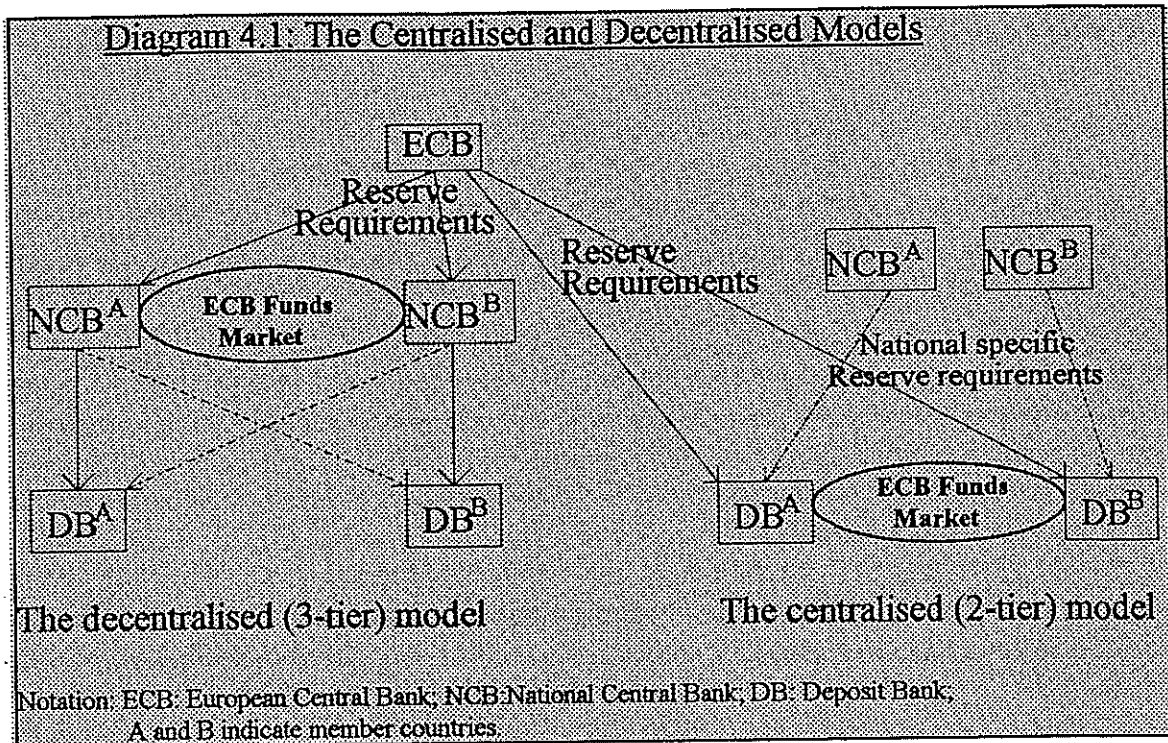 Diagram 4.1: The Centralised and Decentralised Models
ECB
Reserve
Requirements
NCB^A
ECB Funds
Market
NCB^B
DB^A
DB^B
The decentralised (3-tier) model
Reserve
Requirements
NCB^A
NCB^B
National specific
Reserve requirements
DB^A
ECB Funds
Market
DB^B
The centralised (2-tier) model
Notation: ECB: European Central Bank; NCB:National Central Bank; DB: Deposit Bank;
A and B indicate member countries.